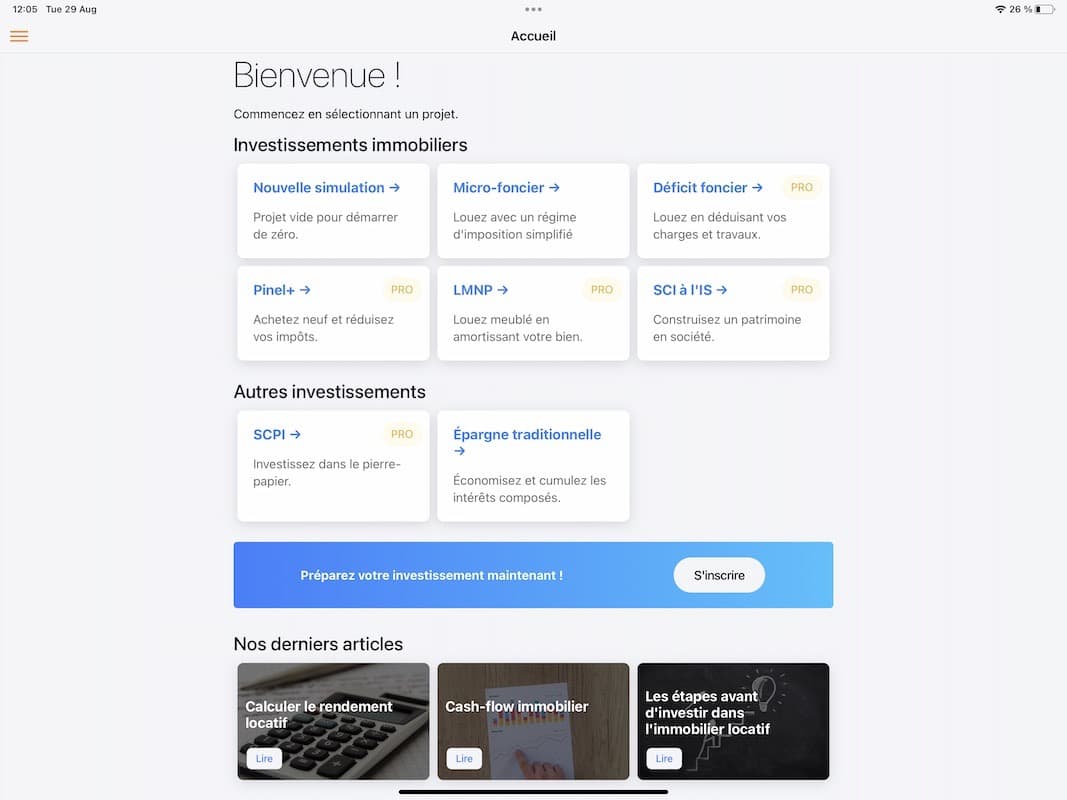 12:05 Tue 29 Aug
26 %
Accueil
Bienvenue !
Commencez en sélectionnant un projet.
Investissements immobiliers
Nouvelle simulation →
Projet vide pour démarrer
de zéro.
Micro-foncier →
Louez avec un régime
d'imposition simplifié
Déficit foncier →
PRO
Louez en déduisant vos
charges et travaux.
Pinel+ →
PRO
Achetez neuf et réduisez
vos impôts.
LMNP →
PRO
Louez meublé en
amortissant votre bien.
SCI à l'IS →
PRO
Construisez un patrimoine
en société.
Autres investissements
SCPI →
PRO
Investissez dans le pierre-
papier.
Épargne traditionnelle
→
Économisez et cumulez les
intérêts composés.
Préparez votre investissement maintenant !
S'inscrire
Nos derniers articles
Calculer le rendement
locatif
Lire
Cash-flow immobilier
Lire
Les étapes avant
d'investir dans
l'immobilier locatif
Lire